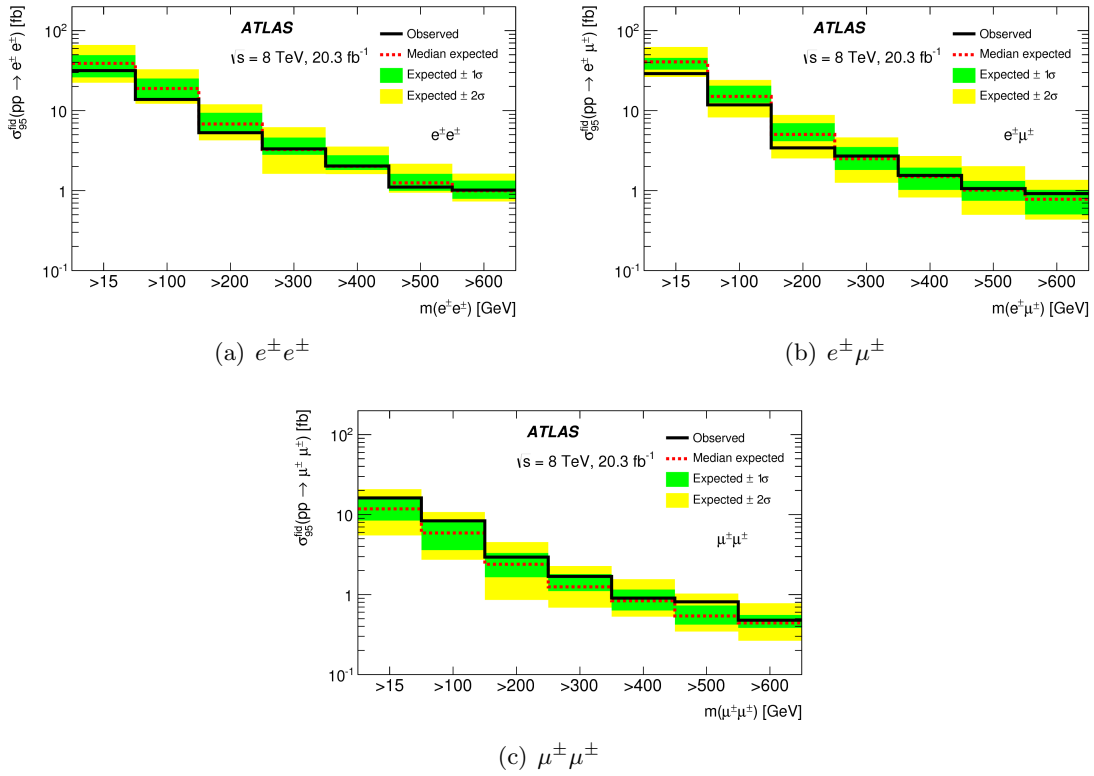 σ₉₅ᶠⁱᵈ(pp → e± e±) [fb]
10²
10
1
10⁻¹
ATLAS
√s = 8 TeV, 20.3 fb⁻¹
Observed
Median expected
Expected ± 1σ
Expected ± 2σ
e±e±
>15 >100 >200 >300 >400 >500 >600
m(e±e±) [GeV]
(a) e±e±
σ₉₅ᶠⁱᵈ(pp → e± μ±) [fb]
10²
10
1
10⁻¹
ATLAS
√s = 8 TeV, 20.3 fb⁻¹
Observed
Median expected
Expected ± 1σ
Expected ± 2σ
e±μ±
>15 >100 >200 >300 >400 >500 >600
m(e±μ±) [GeV]
(b) e±μ±
σ₉₅ᶠⁱᵈ(pp → μ± μ±) [fb]
10²
10
1
10⁻¹
ATLAS
√s = 8 TeV, 20.3 fb⁻¹
Observed
Median expected
Expected ± 1σ
Expected ± 2σ
μ±μ±
>15 >100 >200 >300 >400 >500 >600
m(μ±μ±) [GeV]
(c) μ±μ±